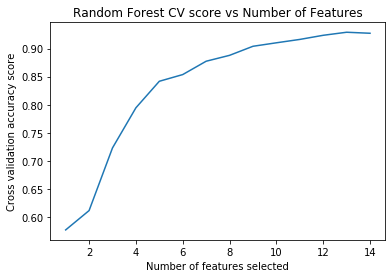 Random Forest CV score vs Number of Features
Cross validation accuracy score
0.90
0.85
0.80
0.75
0.70
0.65
0.60
2 4 6 8 10 12 14
Number of features selected